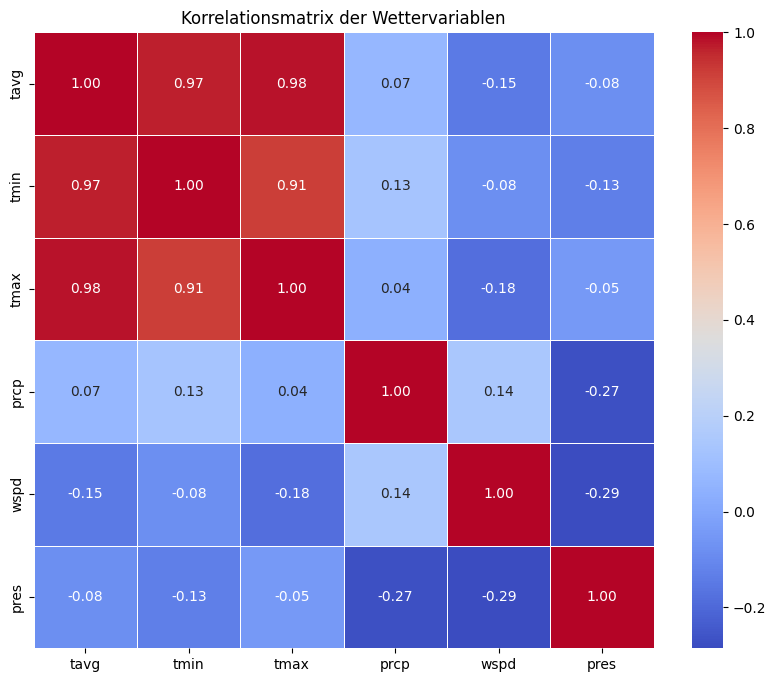 Korrelationsmatrix der Wettervariablen
tavg 1.00 0.97 0.98 0.07 -0.15 -0.08
tmin 0.97 1.00 0.91 0.13 -0.08 -0.13
tmax 0.98 0.91 1.00 0.04 -0.18 -0.05
prcp 0.07 0.13 0.04 1.00 0.14 -0.27
wspd -0.15 -0.08 -0.18 0.14 1.00 -0.29
pres -0.08 -0.13 -0.05 -0.27 -0.29 1.00
tavg tmin tmax prcp wspd pres
1.0
0.8
0.6
0.4
0.2
0.0
−0.2